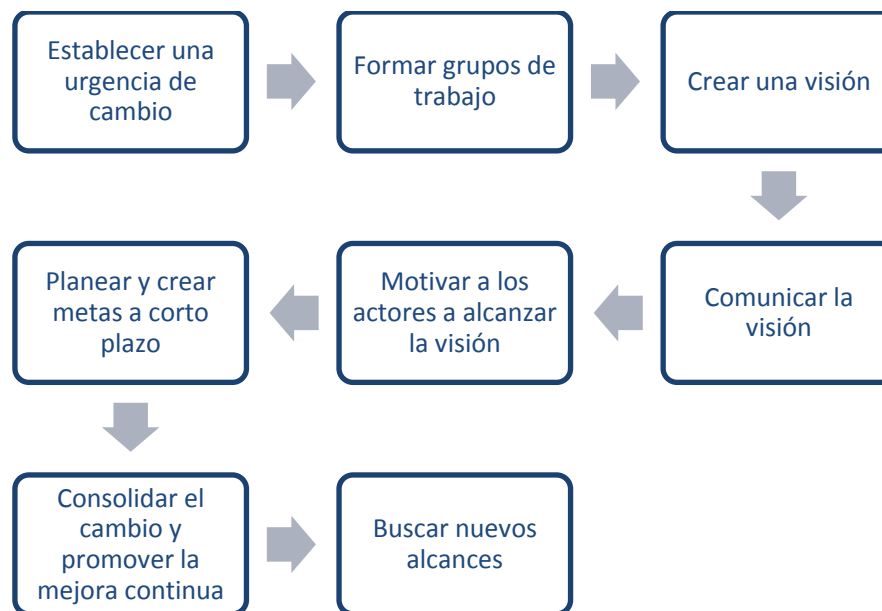 Establecer una
urgencia de
cambio
Formar grupos de
trabajo
Crear una visión
Comunicar la
visión
Motivar a los
actores a alcanzar
la visión
Planear y crear
metas a corto
plazo
Consolidar el
cambio y
promover la
mejora continua
Buscar nuevos
alcances